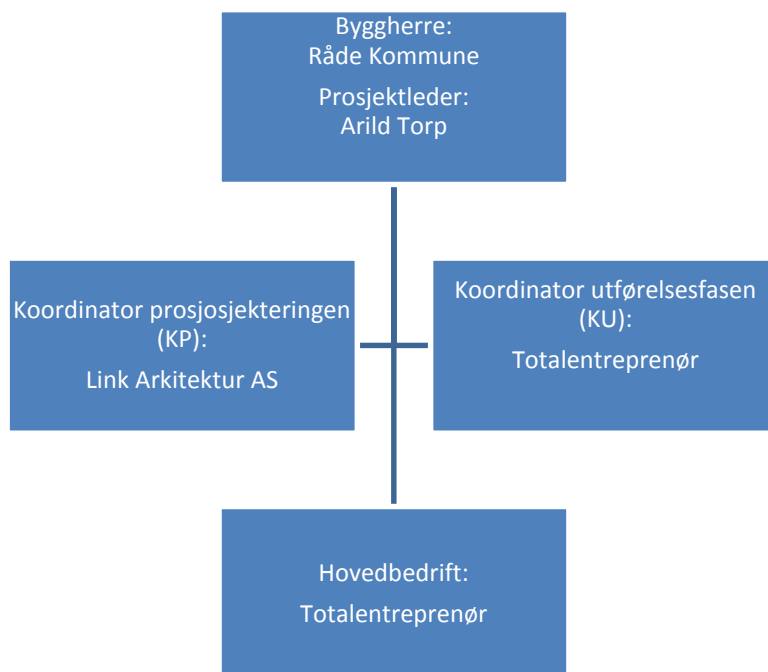 Byggherre:
Råde Kommune
Prosjektleder:
Arild Torp
Koordinator prosjosjekteringen
(KP):
Link Arkitektur AS
Koordinator utførelsesfasen
(KU):
Totalentreprenør
Hovedbedrift:
Totalentreprenør